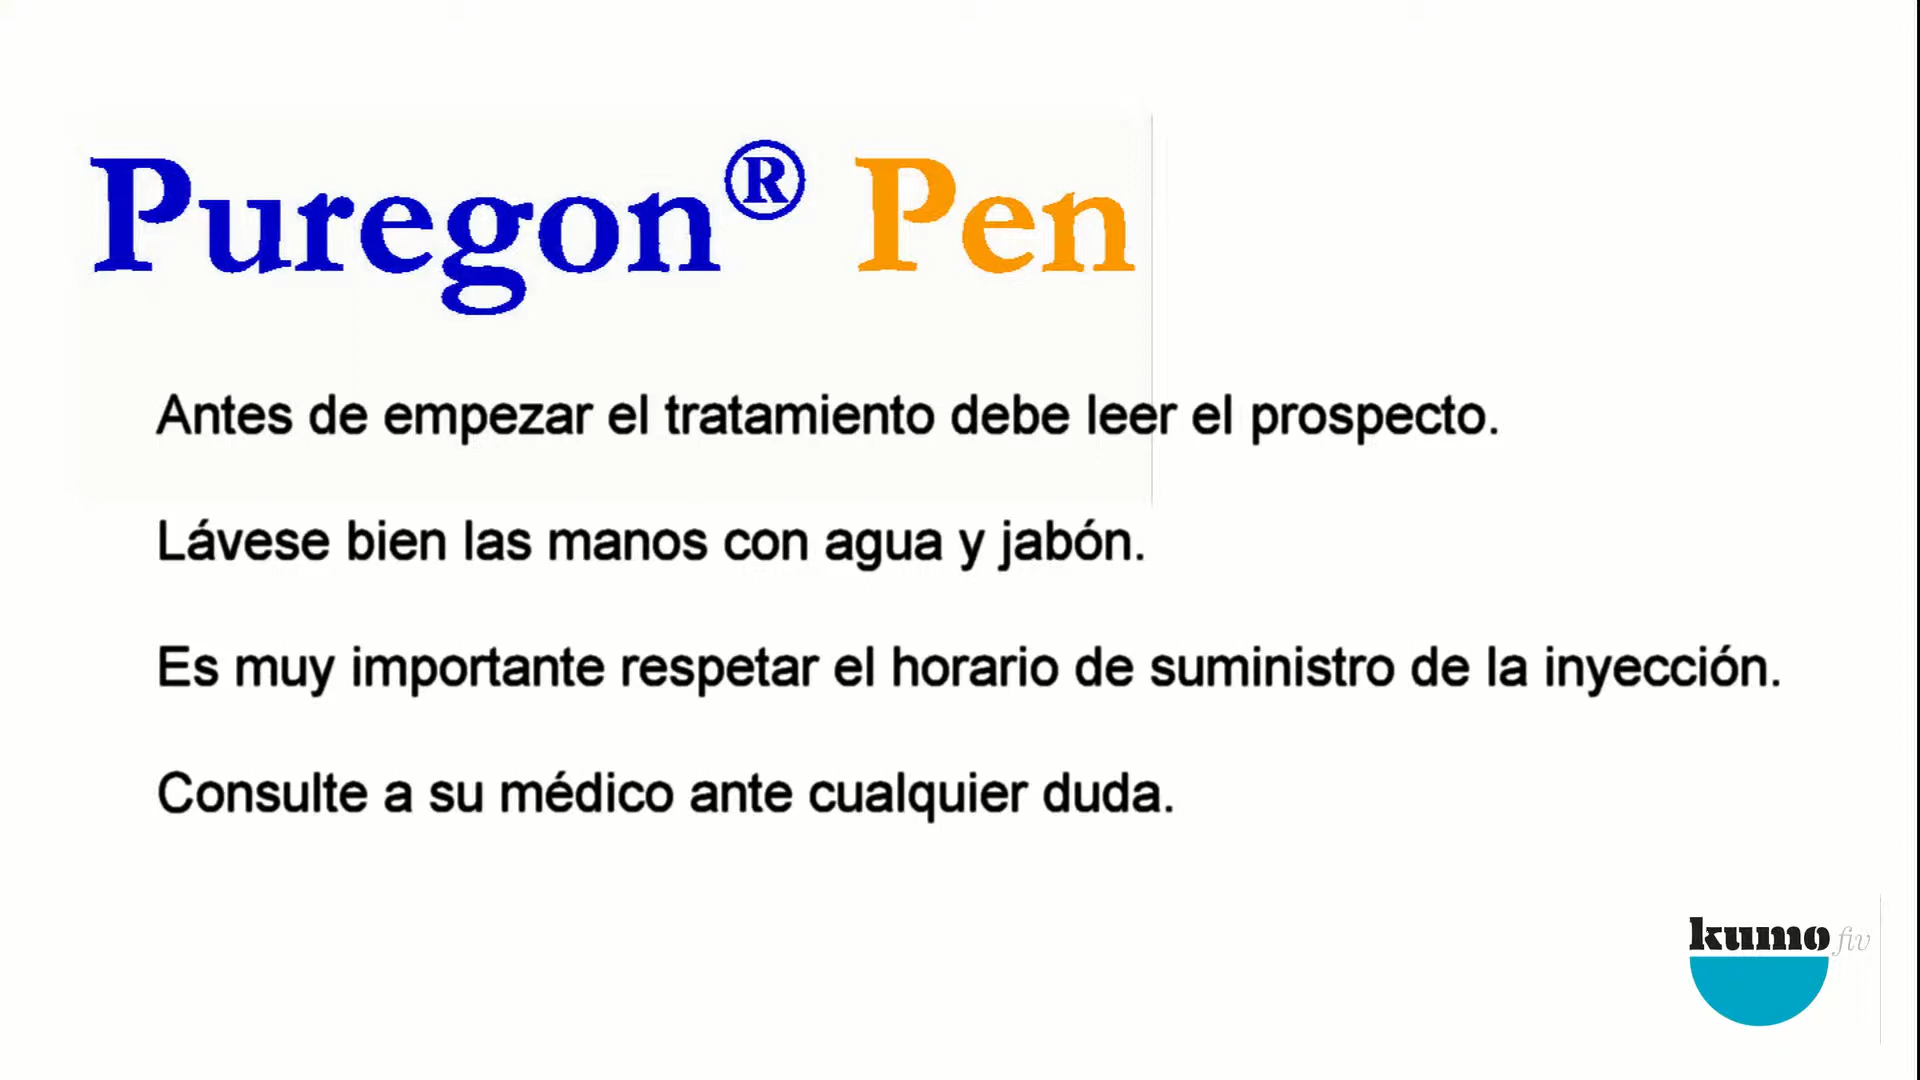 Puregon® Pen
Antes de empezar el tratamiento debe leer el prospecto.
Lávese bien las manos con agua y jabón.
Es muy importante respetar el horario de suministro de la inyección.
Consulte a su médico ante cualquier duda.
kumo fiv